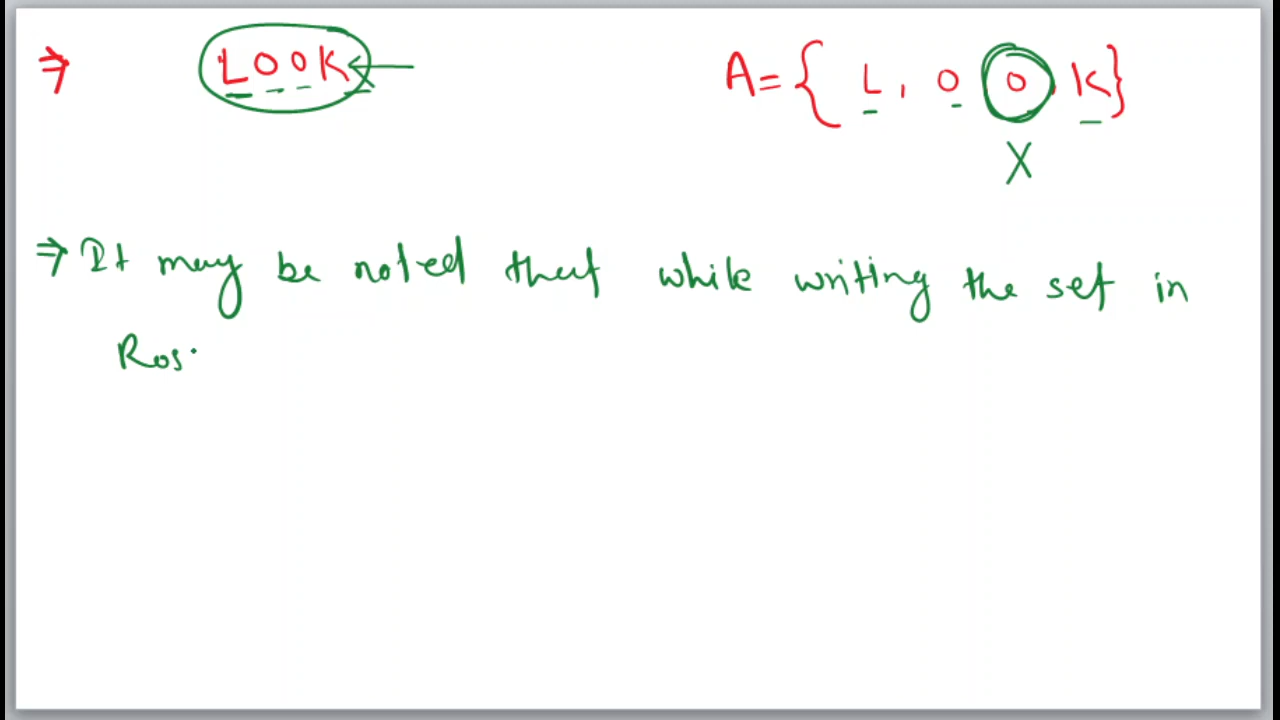 ⇒ LOOK A = { L, O O, K}
X
⇒ It may be noted that while writing the set in
Ros